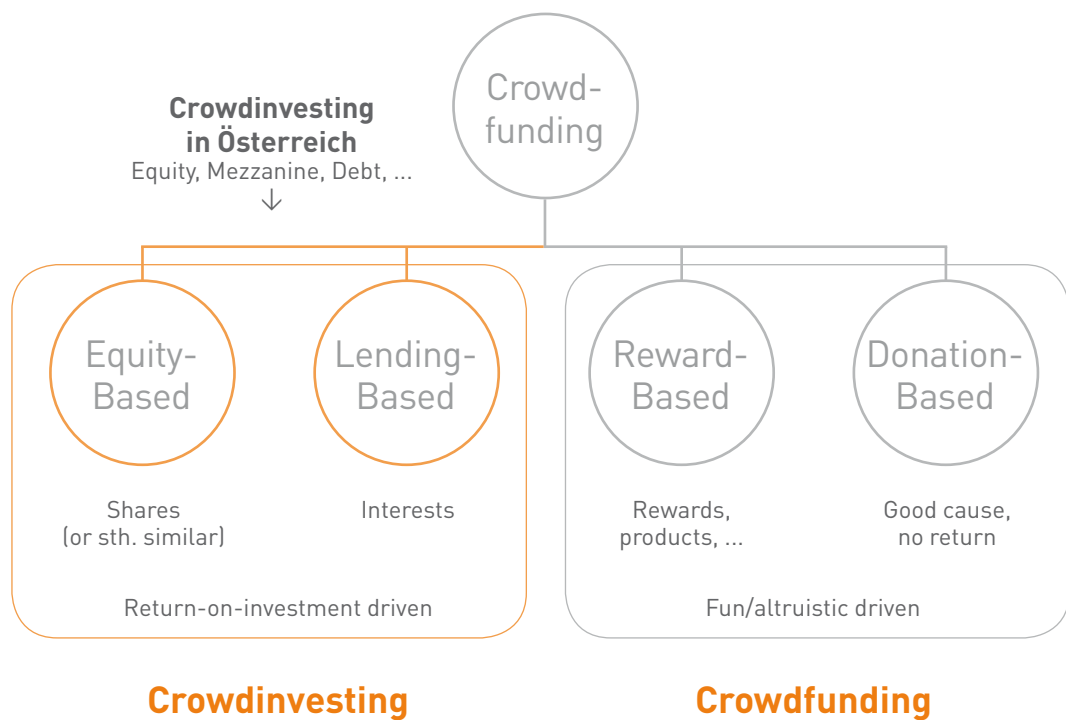 Crowd-
funding
Crowdinvesting
in Österreich
Equity, Mezzanine, Debt, ...
↓
Equity-
Based
Lending-
Based
Reward-
Based
Donation-
Based
Shares
(or sth. similar)
Interests
Rewards,
products, ...
Good cause,
no return
Return-on-investment driven
Fun/altruistic driven
Crowdinvesting
Crowdfunding